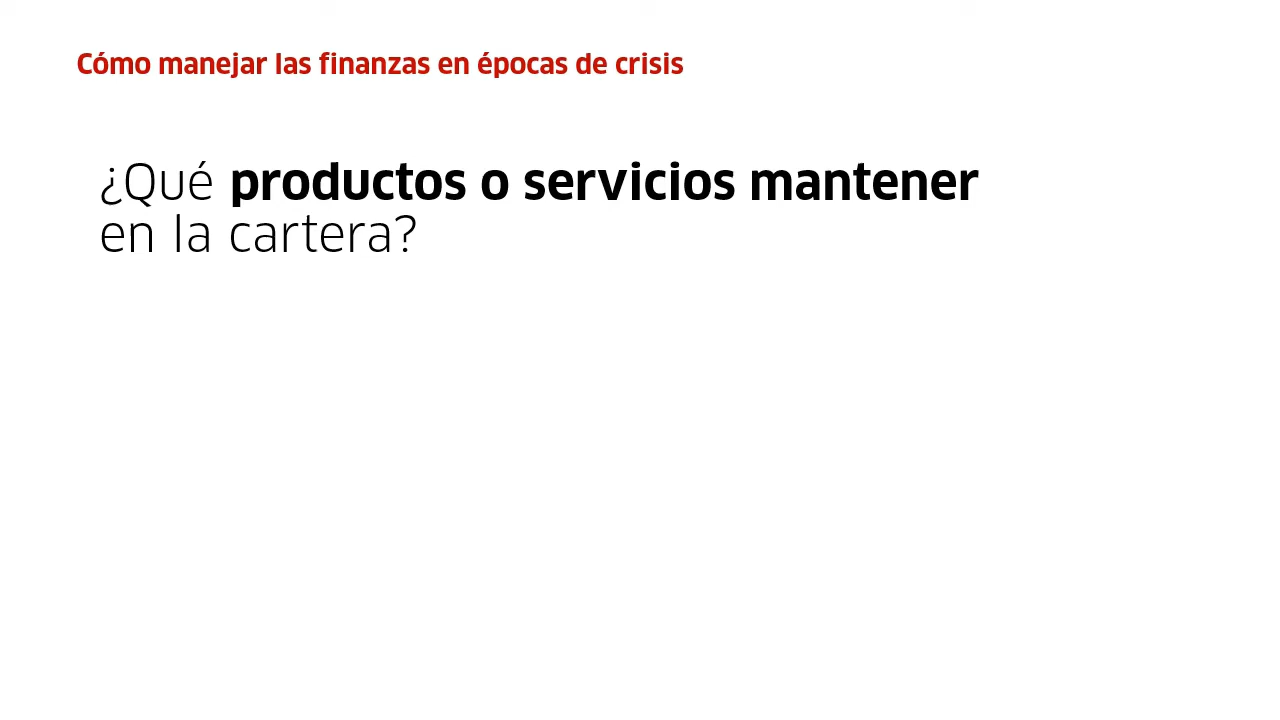 Cómo manejar las finanzas en épocas de crisis
¿Qué productos o servicios mantener
en la cartera?